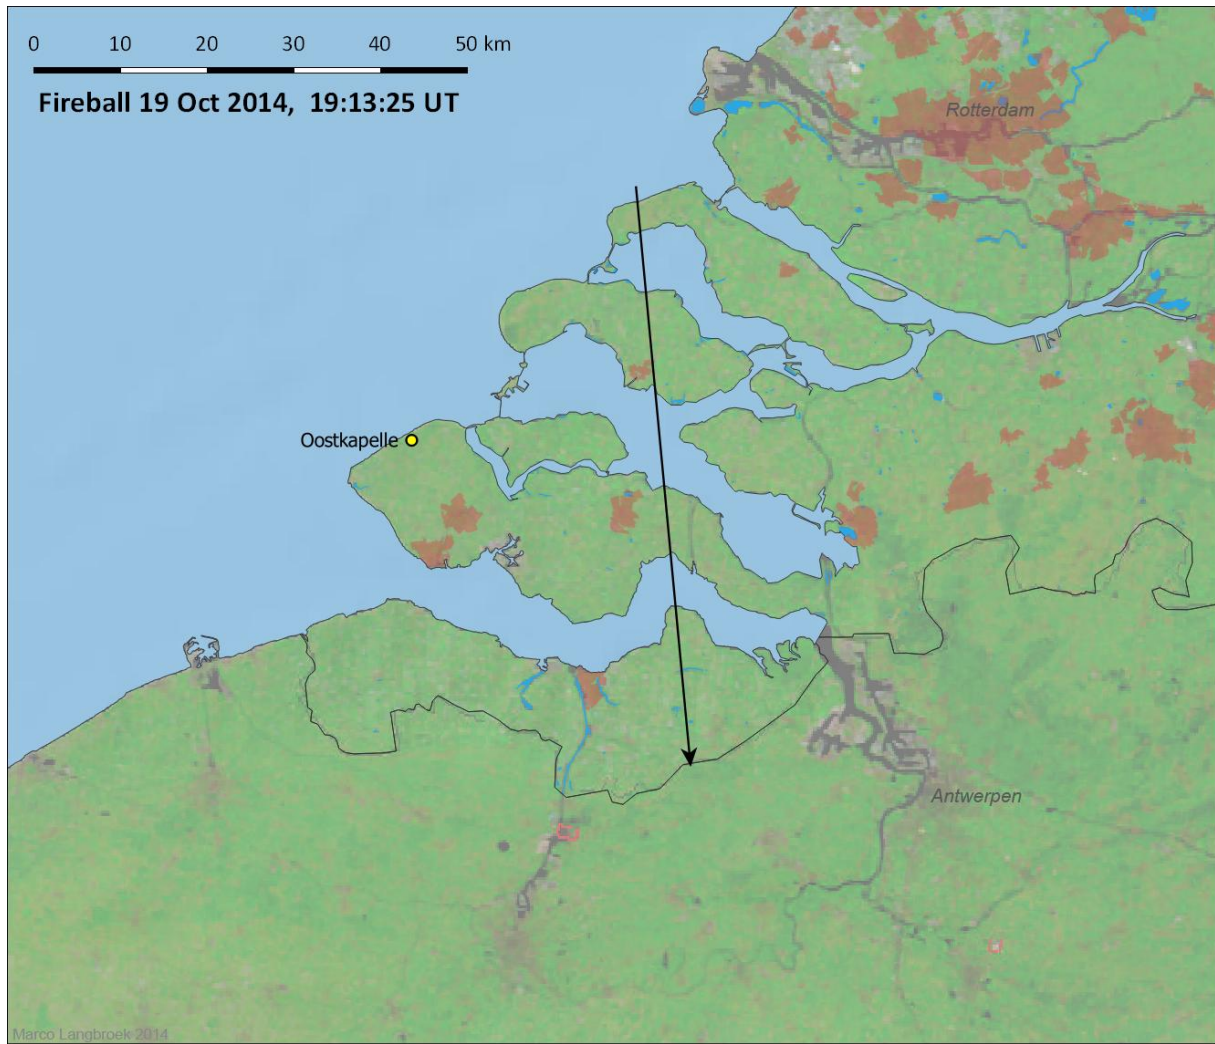 0 10 20 30 40 50 km
Fireball 19 Oct 2014, 19:13:25 UT
Rotterdam
Oostkapelle
Antwerpen
Marco Langbroek 2014